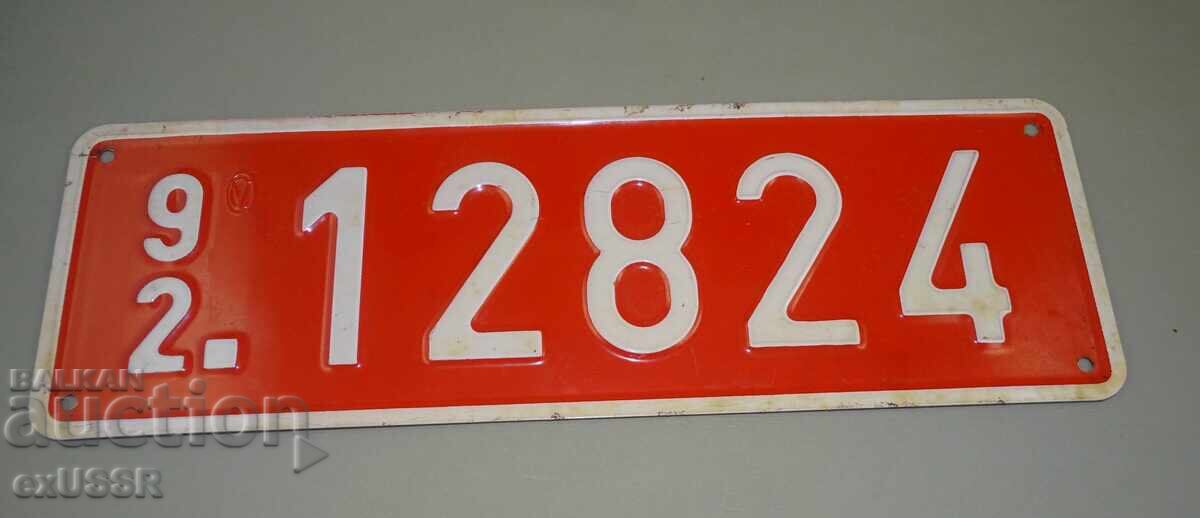 9 V 12824
2.
BALKAN
auction
exUSSR